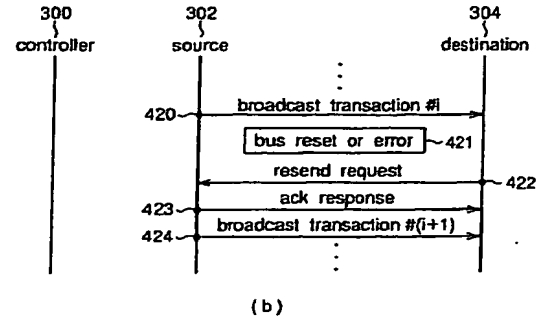 300 302 304
controller source destination
420 broadcast transaction #i
bus reset or error 421
resend request 422
423 ack response
424 broadcast transaction #(i+1)
(b)